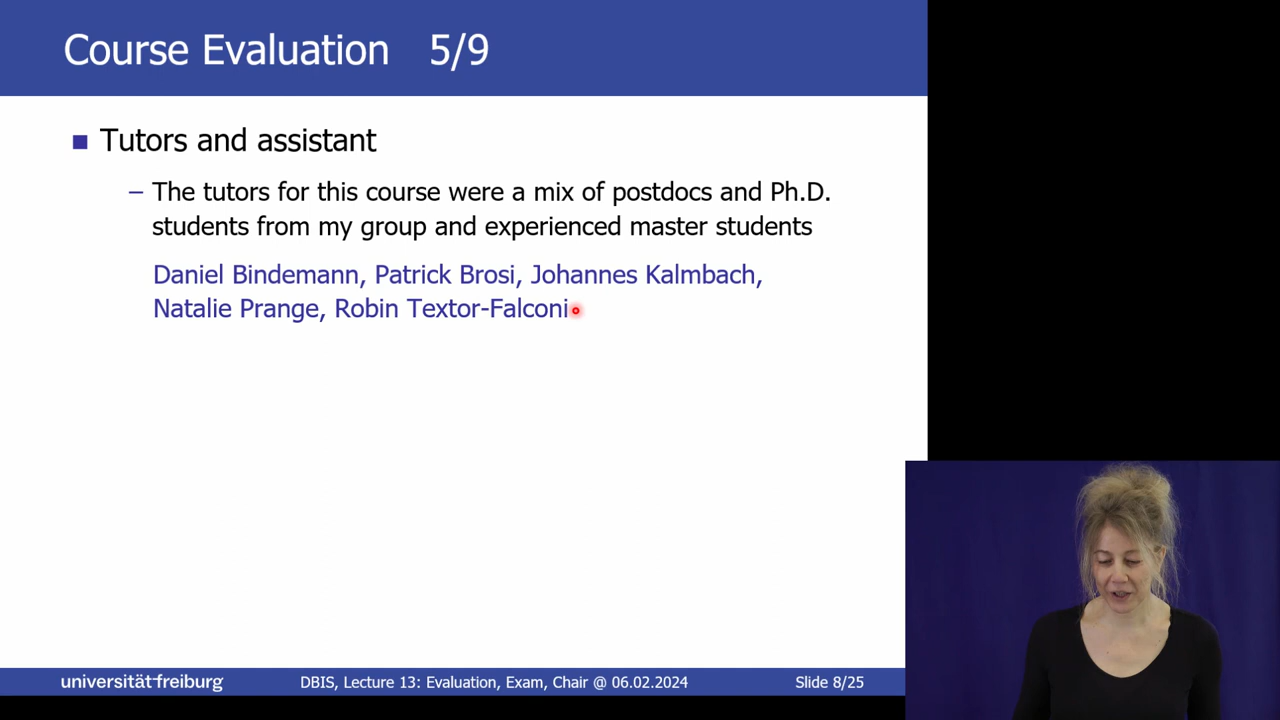 Course Evaluation 5/9
Tutors and assistant
– The tutors for this course were a mix of postdocs and Ph.D.
students from my group and experienced master students
Daniel Bindemann, Patrick Brosi, Johannes Kalmbach,
Natalie Prange, Robin Textor-Falconi
universität freiburg
DBIS, Lecture 13: Evaluation, Exam, Chair @ 06.02.2024
Slide 8/25